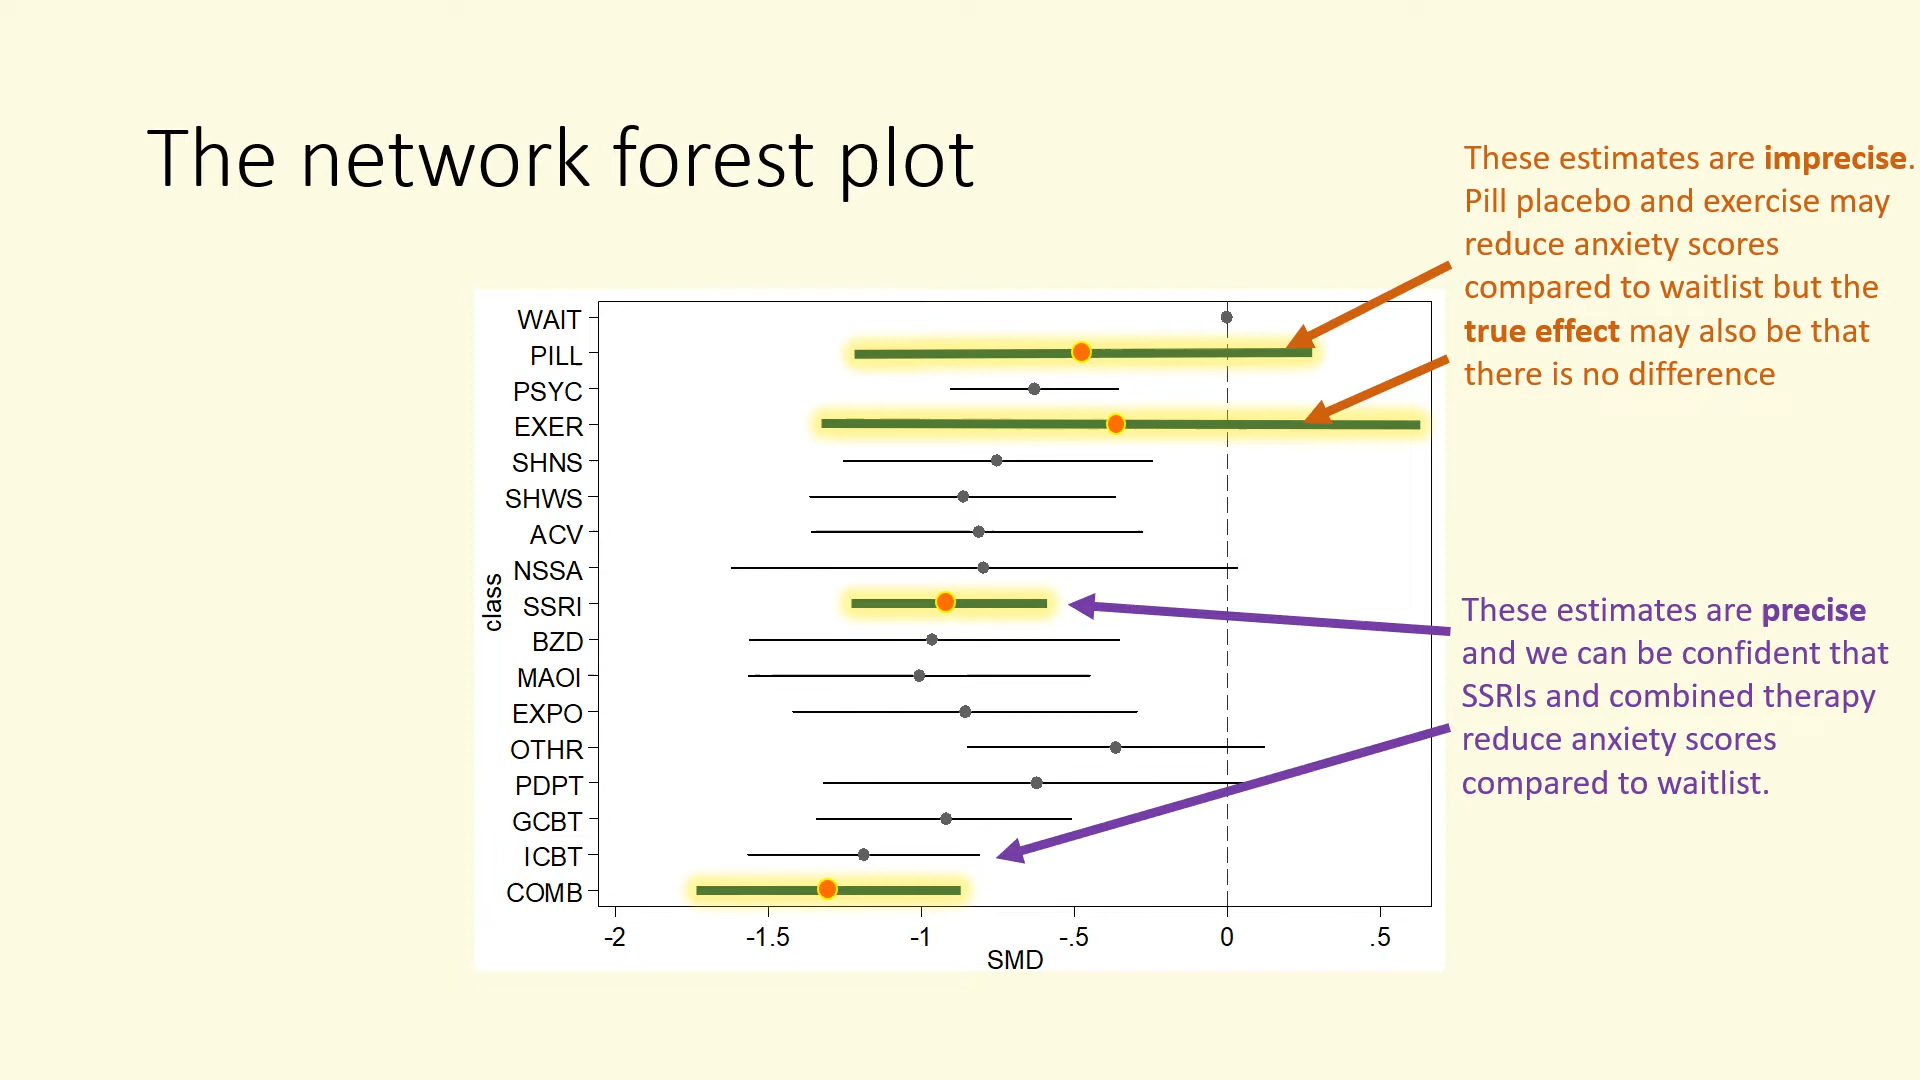 The network forest plot
These estimates are imprecise.
Pill placebo and exercise may
reduce anxiety scores
compared to waitlist but the
true effect may also be that
there is no difference
WAIT
PILL
PSYC
EXER
SHNS
SHWS
ACV
NSSA
SSRI
BZD
MAOI
EXPO
OTHR
PDPT
GCBT
ICBT
COMB
class
-2 -1.5 -1 -.5 0 .5
SMD
These estimates are precise
and we can be confident that
SSRIs and combined therapy
reduce anxiety scores
compared to waitlist.